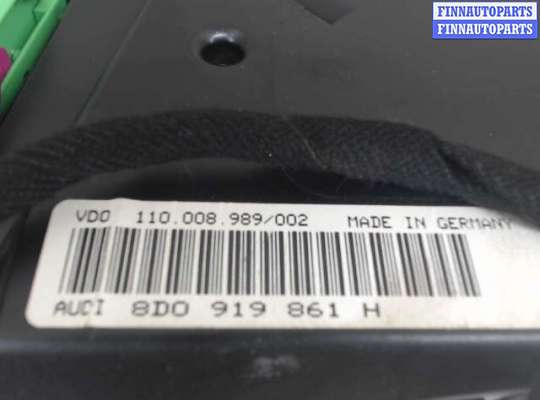 FINNAUTOPARTS
FINNAUTOPARTS
VDO 110.008.989/002 MADE IN GERMANY
AUDI 8D0 919 861 H